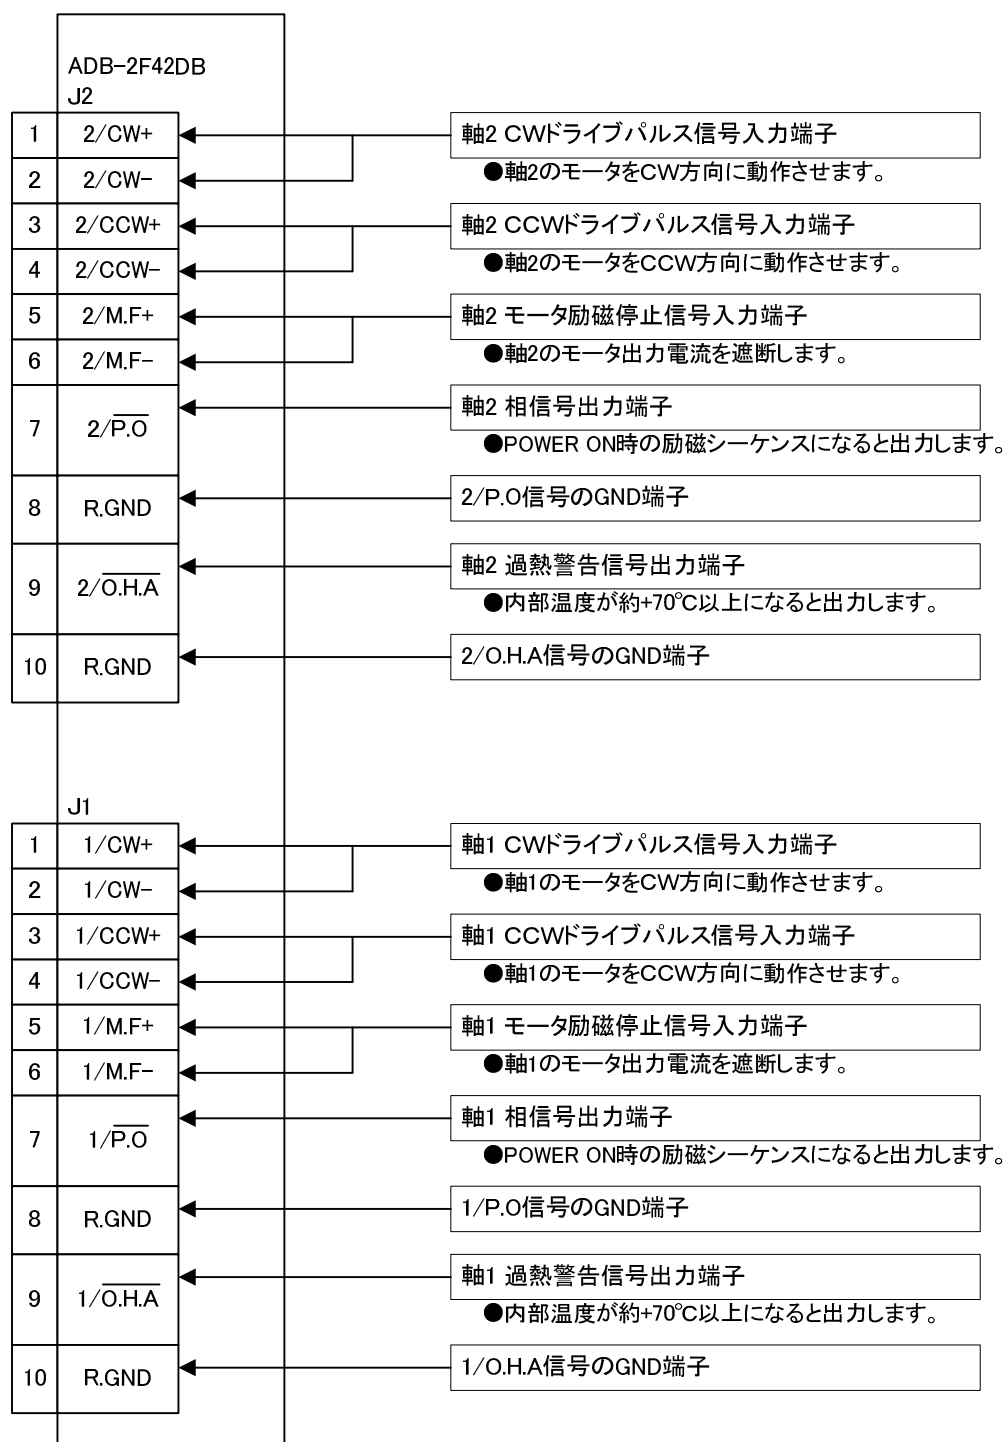 ADB-2F42DB
J2
1 2/CW+ 軸2 CWドライブパルス信号入力端子
2 2/CW- ●軸2のモータをCW方向に動作させます。
3 2/CCW+ 軸2 CCWドライブパルス信号入力端子
4 2/CCW- ●軸2のモータをCCW方向に動作させます。
5 2/M.F+ 軸2 モータ励磁停止信号入力端子
6 2/M.F- ●軸2のモータ出力電流を遮断します。
7 2/P.O 軸2 相信号出力端子
●POWER ON時の励磁シーケンスになると出力します。
8 R.GND 2/P.O信号のGND端子
9 2/O.H.A 軸2 過熱警告信号出力端子
●内部温度が約+70℃以上になると出力します。
10 R.GND 2/O.H.A信号のGND端子
J1
1 1/CW+ 軸1 CWドライブパルス信号入力端子
2 1/CW- ●軸1のモータをCW方向に動作させます。
3 1/CCW+ 軸1 CCWドライブパルス信号入力端子
4 1/CCW- ●軸1のモータをCCW方向に動作させます。
5 1/M.F+ 軸1 モータ励磁停止信号入力端子
6 1/M.F- ●軸1のモータ出力電流を遮断します。
7 1/P.O 軸1 相信号出力端子
●POWER ON時の励磁シーケンスになると出力します。
8 R.GND 1/P.O信号のGND端子
9 1/O.H.A 軸1 過熱警告信号出力端子
●内部温度が約+70℃以上になると出力します。
10 R.GND 1/O.H.A信号のGND端子